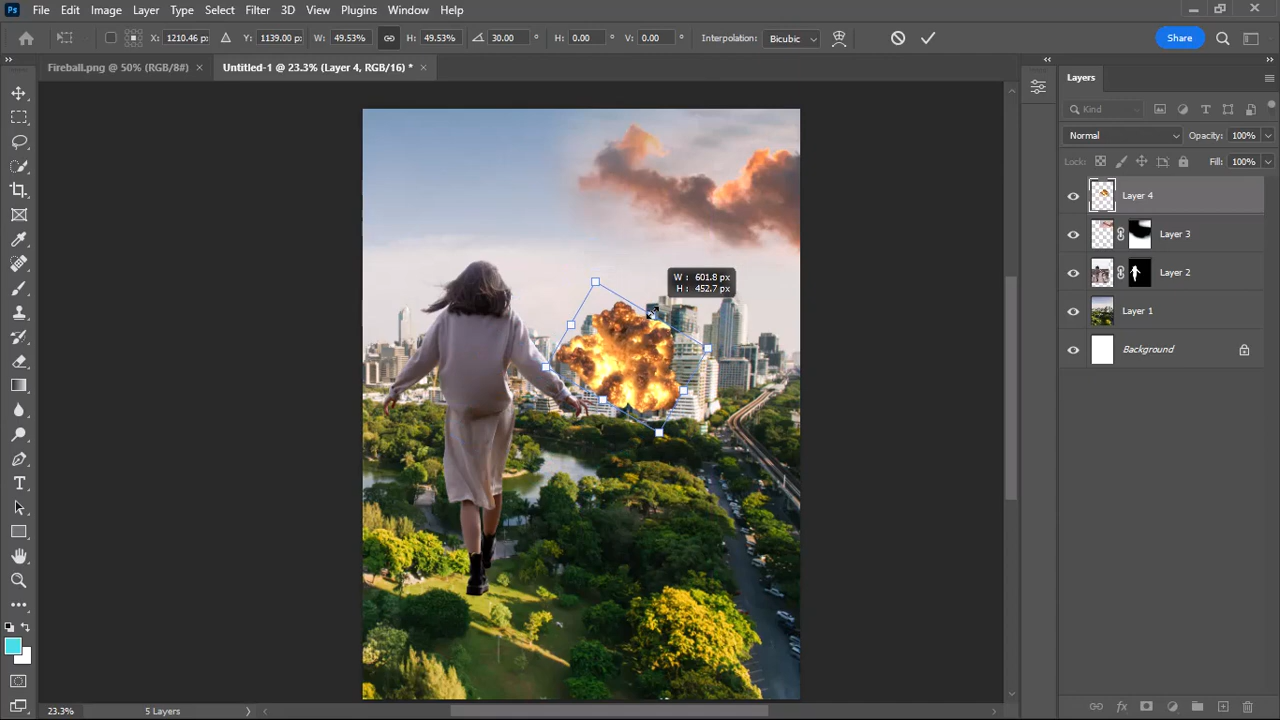 Ps File Edit Image Layer Type Select Filter 3D View Plugins Window Help
X: 1210.46 px Y: 1139.00 px W: 49.53% H: 49.53% 30.00 ° H: 0.00 ° V: 0.00 ° Interpolation: Bicubic Share
Fireball.png @ 50% (RGB/8#) × Untitled-1 @ 23.3% (Layer 4, RGB/16) * ×
Layers
Kind
Normal Opacity: 100%
Lock: Fill: 100%
Layer 4
Layer 3
Layer 2
Layer 1
Background
W : 601.8 px
H : 452.7 px
23.3% 5 Layers